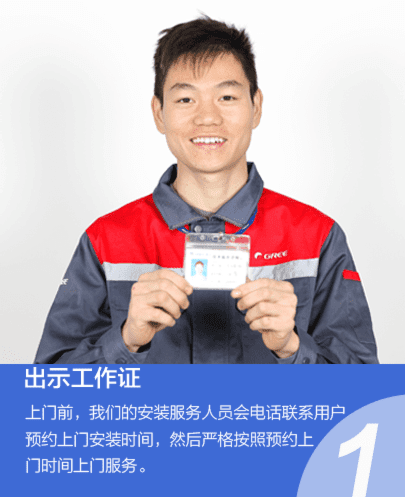 GREE
出示工作证
上门前，我们的安装服务人员会电话联系用户
预约上门安装时间，然后严格按照预约上
门时间上门服务。
1